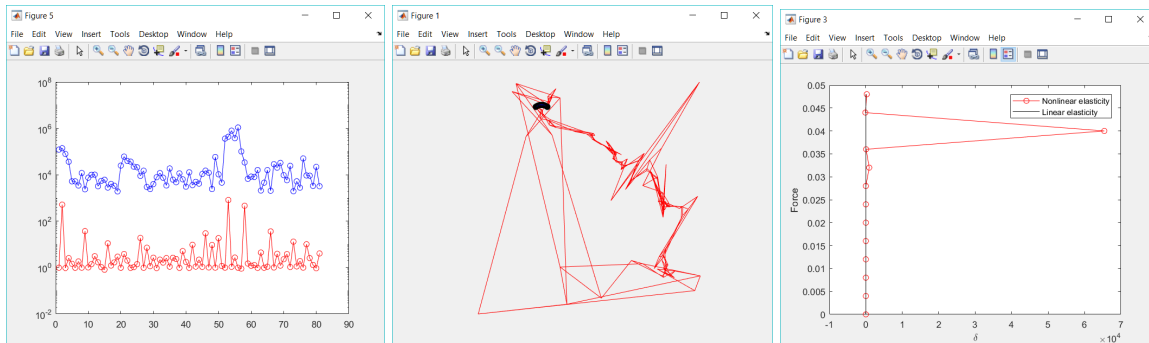 Figure 5
File Edit View Insert Tools Desktop Window Help
10^8
10^6
10^4
10^2
10^0
10^-2
0 10 20 30 40 50 60 70 80 90
Figure 1
File Edit View Insert Tools Desktop Window Help
Figure 3
File Edit View Insert Tools Desktop Window Help
Nonlinear elasticity
Linear elasticity
Force
0.05
0.045
0.04
0.035
0.03
0.025
0.02
0.015
0.01
0.005
0
-1 0 1 2 3 4 5 6 7
δ
× 10^4